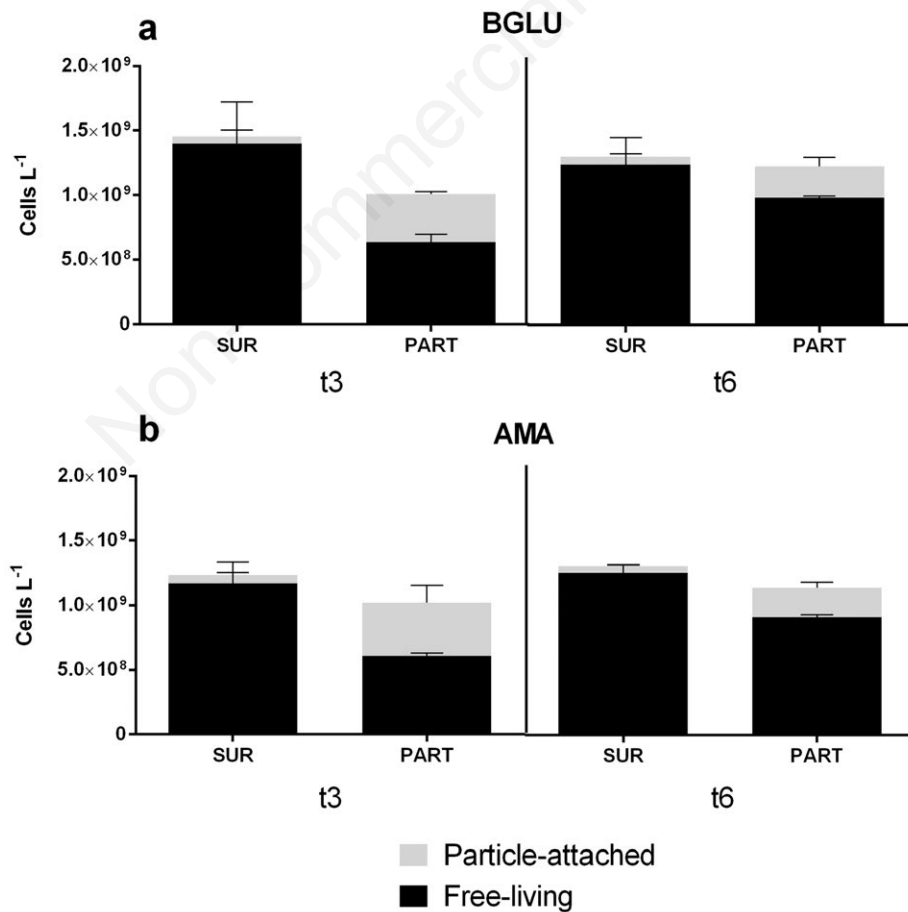 Non-commercial
a
BGLU
2.0×10⁹
1.5×10⁹
1.0×10⁹
5.0×10⁸
0
Cells L⁻¹
SUR PART SUR PART
t3 t6
b
AMA
2.0×10⁹
1.5×10⁹
1.0×10⁹
5.0×10⁸
0
Cells L⁻¹
SUR PART SUR PART
t3 t6
Particle-attached
Free-living